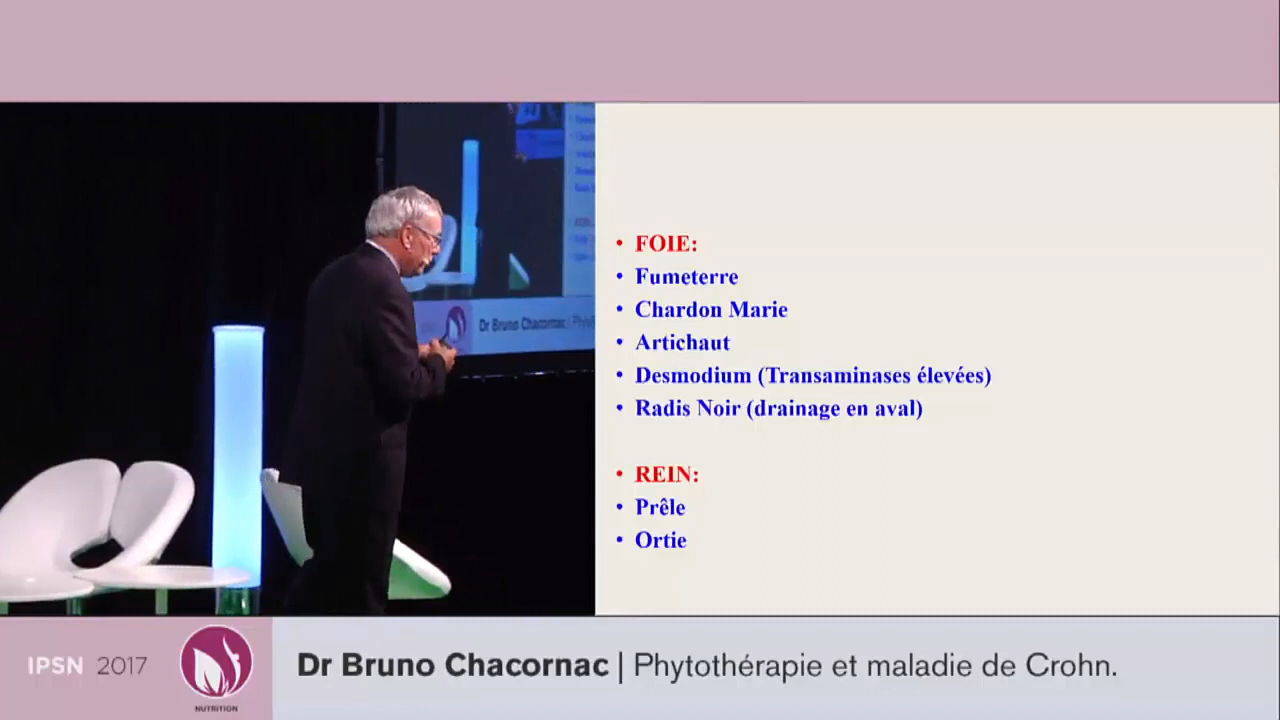 • FOIE:
• Fumeterre
• Chardon Marie
• Artichaut
• Desmodium (Transaminases élevées)
• Radis Noir (drainage en aval)
• REIN:
• Prêle
• Ortie
Dr Bruno Chacornac
IPSN 2017
NUTRITION
Dr Bruno Chacornac | Phytothérapie et maladie de Crohn.